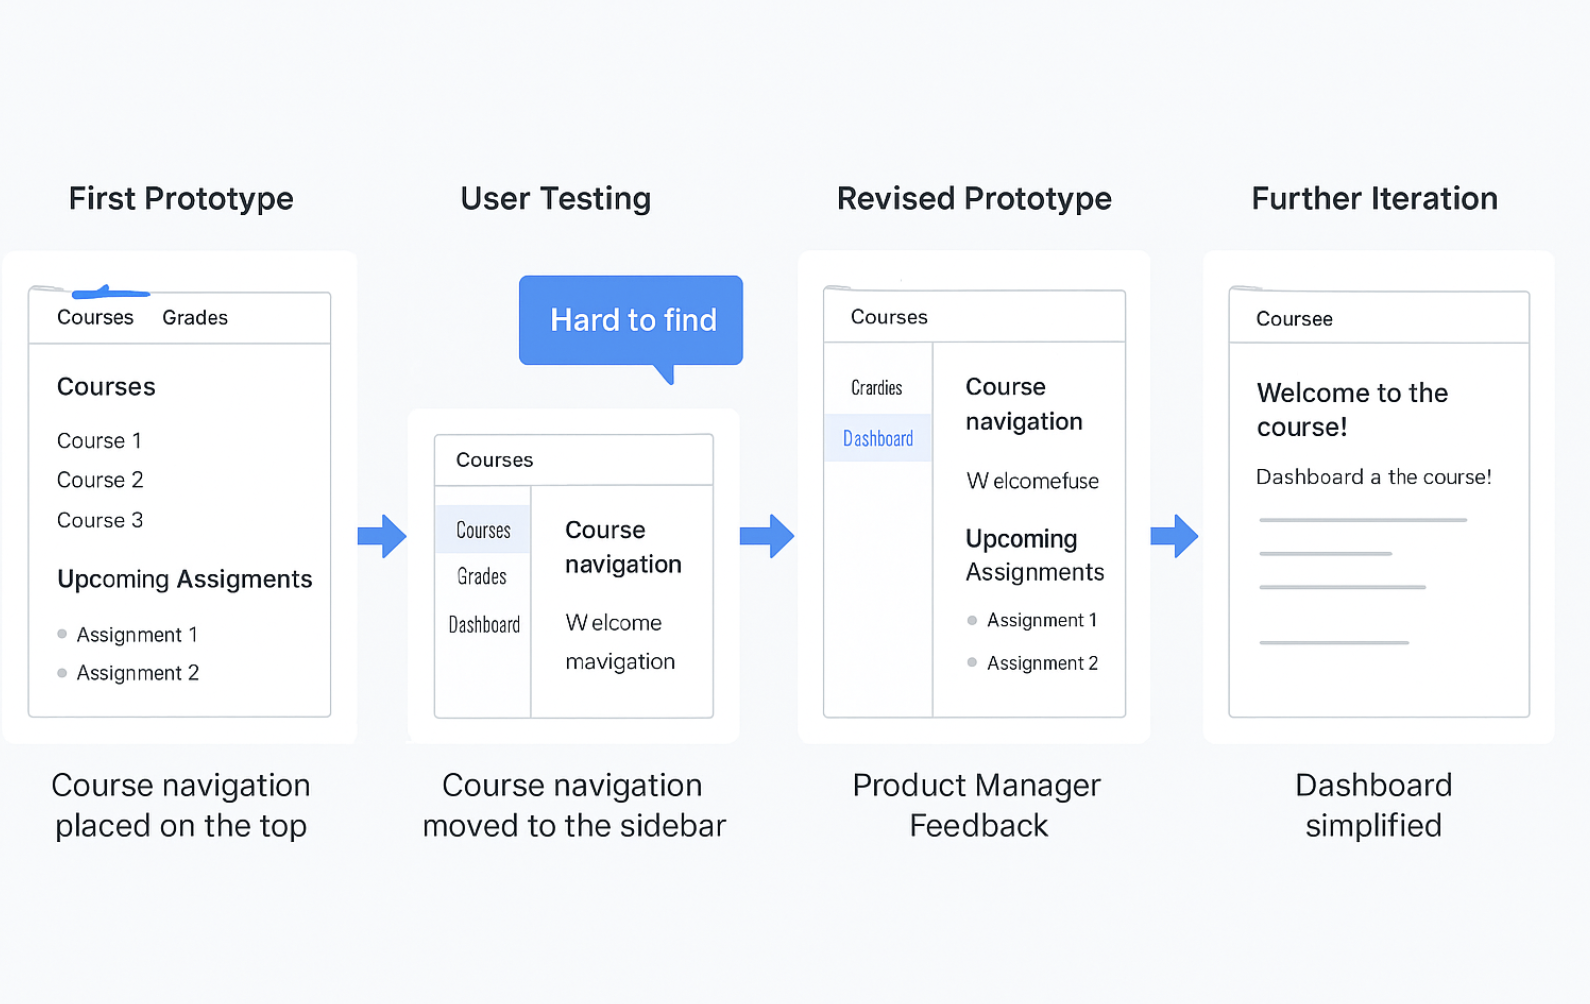 First Prototype
Courses Grades
Courses
Course 1
Course 2
Course 3
Upcoming Assigments
Assignment 1
Assignment 2
Course navigation
placed on the top
User Testing
Hard to find
Courses
Courses
Grades
Dashboard
Course
navigation
W elcome
mavigation
Course navigation
moved to the sidebar
Revised Prototype
Courses
Crardies
Dashboard
Course
navigation
W elcomefuse
Upcoming
Assignments
Assignment 1
Assignment 2
Product Manager
Feedback
Further Iteration
Coursee
Welcome to the
course!
Dashboard a the course!
Dashboard
simplified